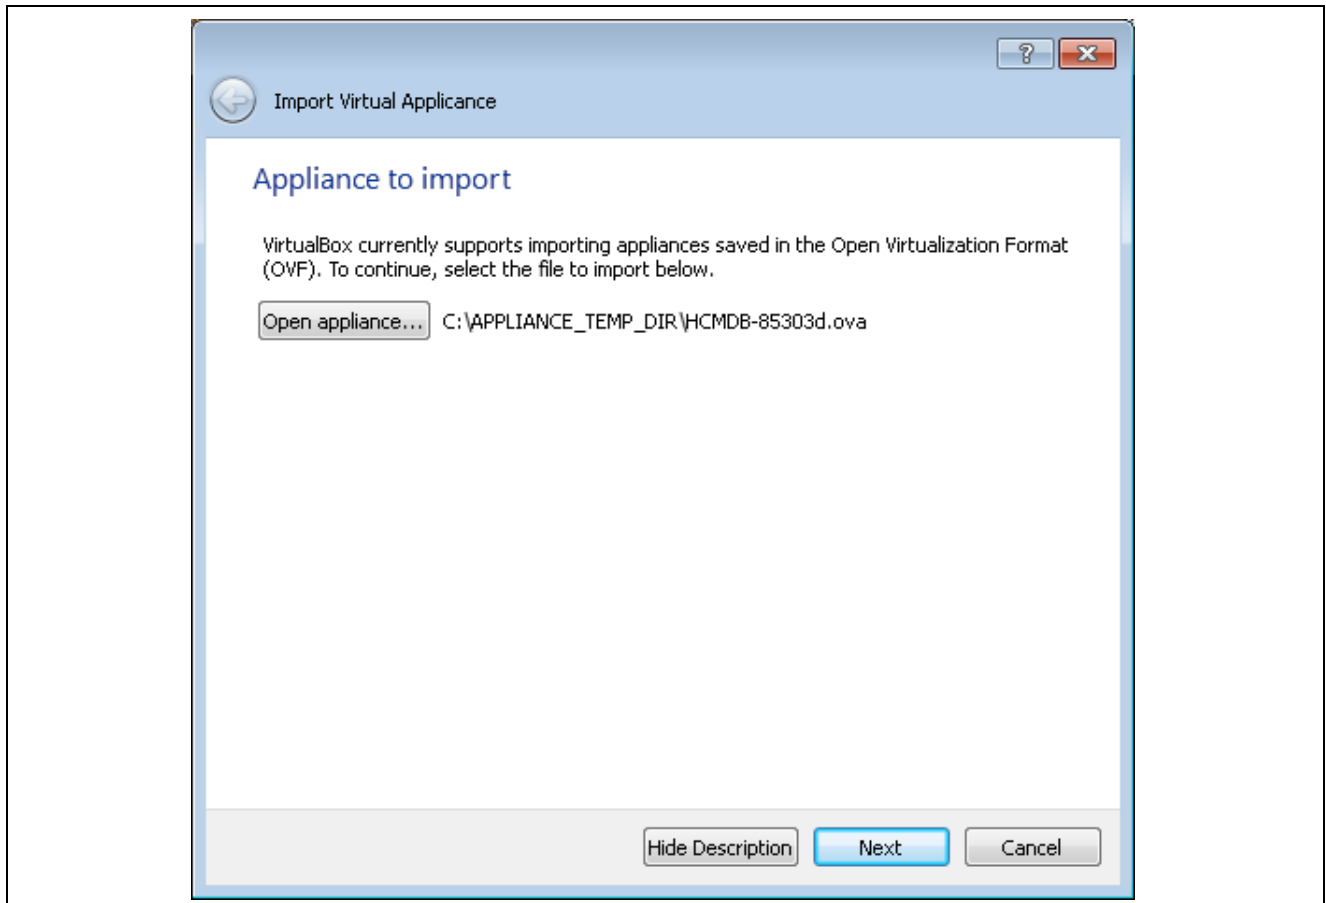 ?
Import Virtual Applicance
Appliance to import
VirtualBox currently supports importing appliances saved in the Open Virtualization Format
(OVF). To continue, select the file to import below.
Open appliance... C:\APPLIANCE_TEMP_DIR\HCMDB-85303d.ova
Hide Description Next Cancel